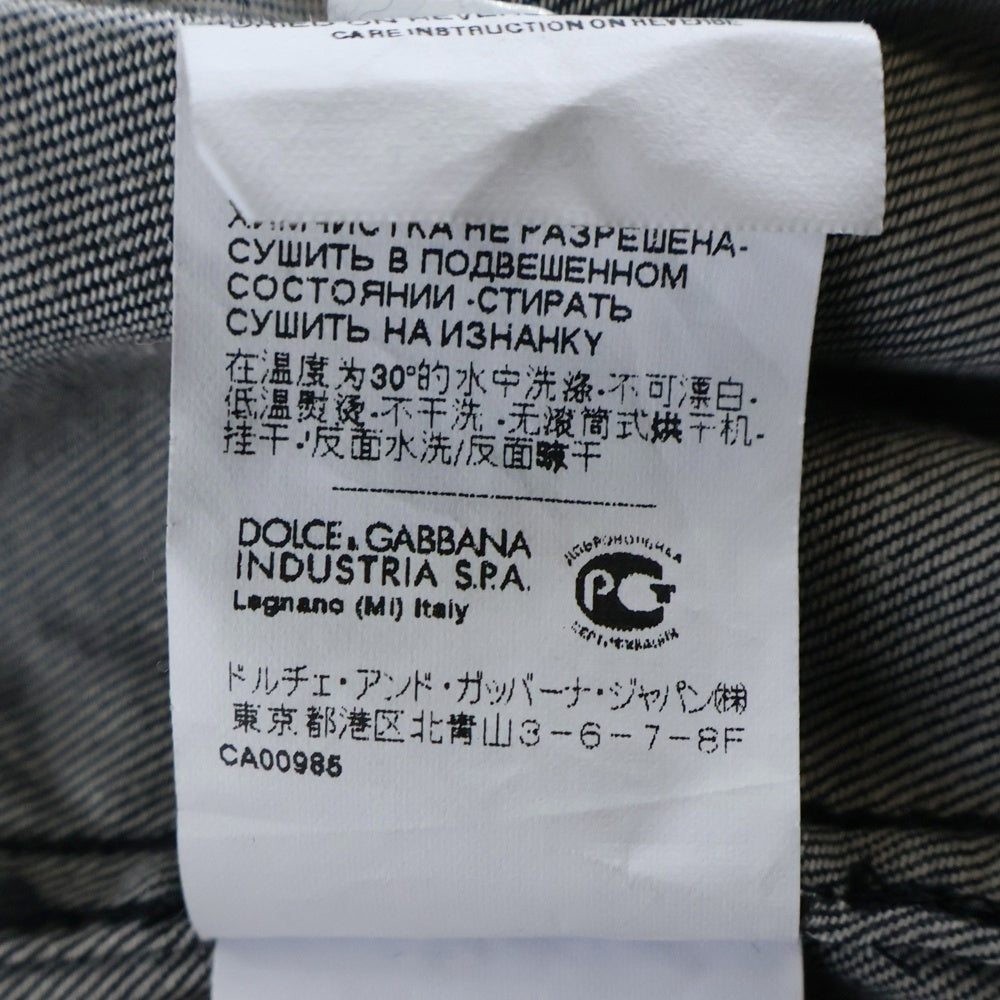 CARE INSTRUCTION ON REVERSE
ХИМЧИСТКА НЕ РАЗРЕШЕНА-
СУШИТЬ В ПОДВЕШЕННОМ
СОСТОЯНИИ -СТИРАТЬ
СУШИТЬ НА ИЗНАНКУ
在温度为30°的水中洗涤.不可漂白.
低温熨烫.不干洗.无滚筒式烘干机.
挂干./反面水洗/反面晾干
DOLCE & GABBANA
INDUSTRIA S.P.A.
Legnano (MI) Italy
ДОБРОВОЛЬНАЯ
РСТ
СЕРТИФИКАЦИЯ
ドルチェ・アンド・ガッバーナ・ジャパン㈱
東京都港区北青山3-6-7-8F
CA00985